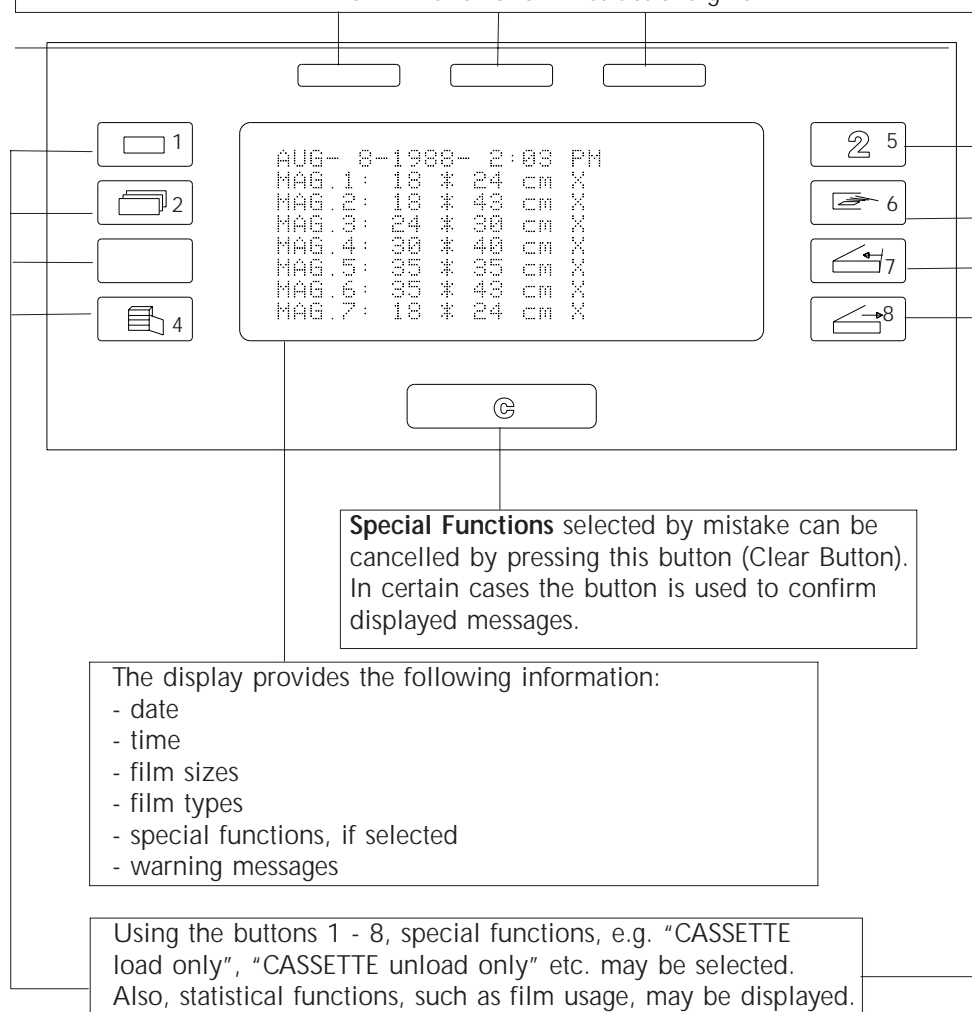 1
2
4
2 5
6
7
8
AUG- 8-1988- 2:03 PM
MAG.1: 18 * 24 cm X
MAG.2: 18 * 43 cm X
MAG.3: 24 * 30 cm X
MAG.4: 30 * 40 cm X
MAG.5: 35 * 35 cm X
MAG.6: 35 * 43 cm X
MAG.7: 18 * 24 cm X
C
Special Functions selected by mistake can be
cancelled by pressing this button (Clear Button).
In certain cases the button is used to confirm
displayed messages.
The display provides the following information:
- date
- time
- film sizes
- film types
- special functions, if selected
- warning messages
Using the buttons 1 - 8, special functions, e.g. “CASSETTE
load only”, “CASSETTE unload only” etc. may be selected.
Also, statistical functions, such as film usage, may be displayed.